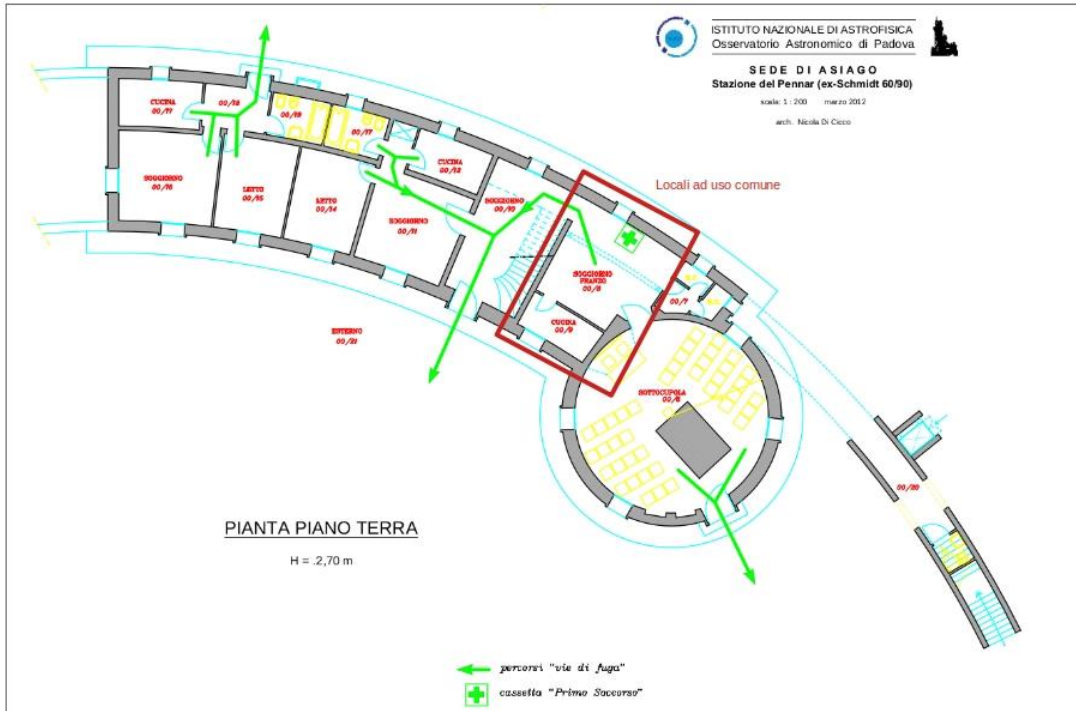 ISTITUTO NAZIONALE DI ASTROFISICA
Osservatorio Astronomico di Padova
SEDE DI ASIAGO
Stazione del Pennar (ex-Schmidt 60/90)
scala: 1 : 200 marzo 2012
arch. Nicola Di Cicco
CUCINA
00/18
00/19
00/17
CUCINA
00/12
SOGGIORNO
00/16
LETTO
00/15
LETTO
00/14
SOGGIORNO
00/11
SOGGIORNO
00/10
Locali ad uso comune
SOGGIORNO
PRANZO
00/8
CUCINA
00/9
00/7
ESTERNO
00/21
SOTTOCUPOLA
00/20
PIANTA PIANO TERRA
H = .2,70 m
percorsi "vie di fuga"
cassetta "Primo Soccorso"